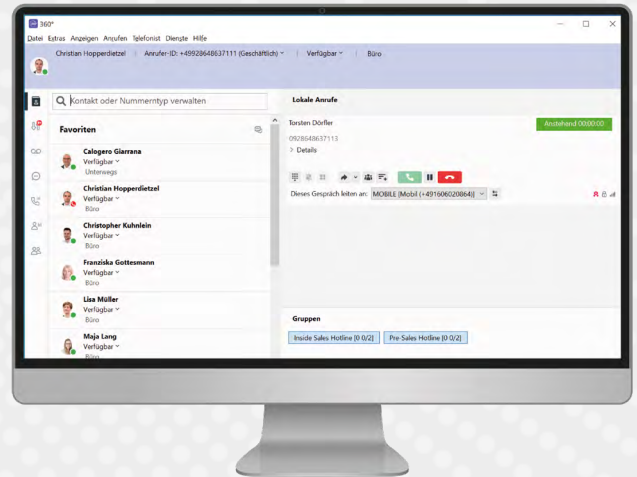 360°
Datei Extras Anzeigen Anrufen Telefonist Dienste Hilfe
Christian Hopperdietzel Anrufer-ID: +49928648637111 (Geschäftlich) Verfügbar Büro
Kontakt oder Nummerntyp verwalten
Favoriten
Calogero Giarrana
Verfügbar
Unterwegs
Christian Hopperdietzel
Verfügbar
Büro
Christopher Kuhnlein
Verfügbar
Büro
Franziska Gottesmann
Verfügbar
Büro
Lisa Müller
Verfügbar
Büro
Maja Lang
Verfügbar
Büro
Lokale Anrufe
Torsten Dörfler
Anstehend 00:00:00
0928648637113
> Details
Dieses Gespräch leiten an: MOBILE [Mobil (+491606020864)]
Gruppen
Inside Sales Hotline [0 0/2] Pre-Sales Hotline [0 0/2]